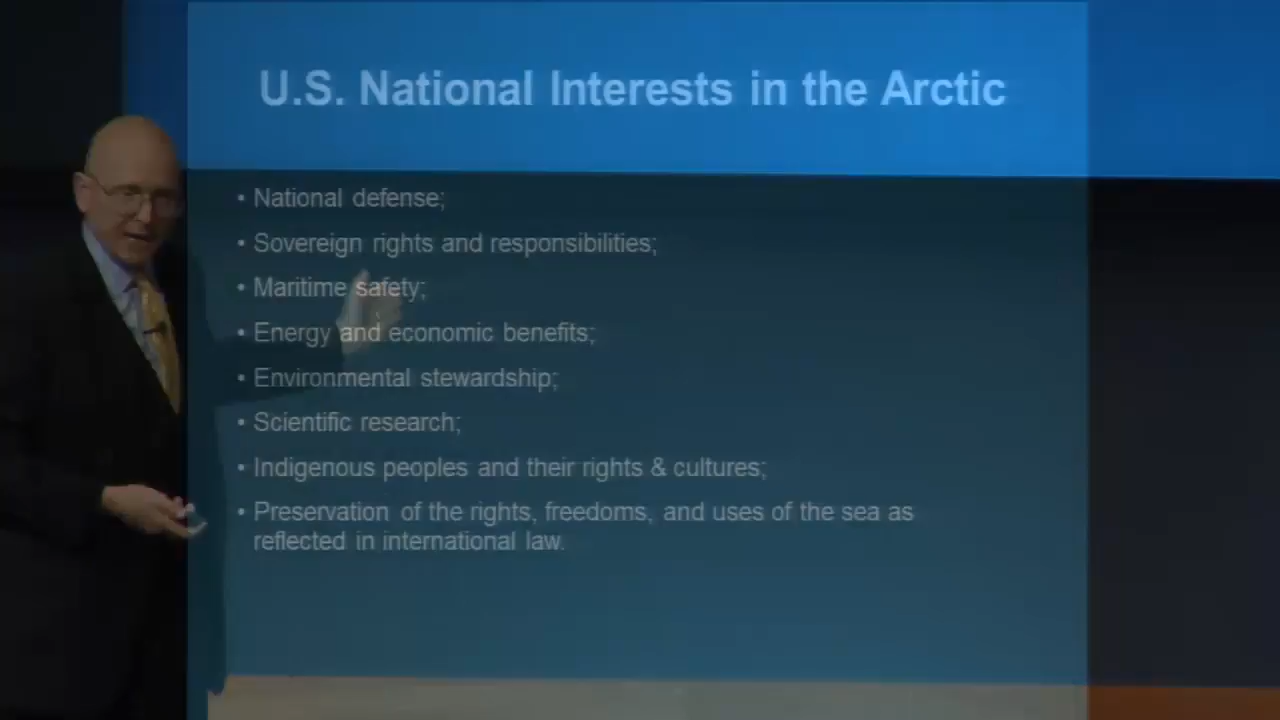 U.S. National Interests in the Arctic
• National defense;
• Sovereign rights and responsibilities;
• Maritime safety;
• Energy and economic benefits;
• Environmental stewardship;
• Scientific research;
• Indigenous peoples and their rights & cultures;
• Preservation of the rights, freedoms, and uses of the sea as
reflected in international law.